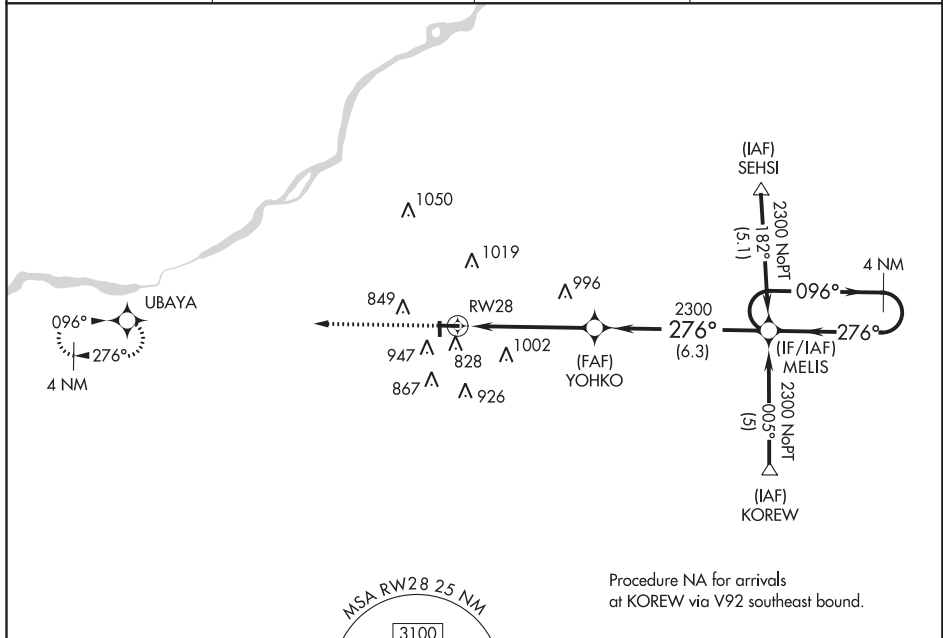 (IAF)
SEHSI
2300 NoPT
182°
(5.1)
1050
1019
4 NM
996
096°
UBAYA
849
RW28
2300
096°
276°
276°
276°
(6.3)
(IF/IAF)
MELIS
4 NM
947
828
1002
(FAF)
YOHKO
867
926
2300 NoPT
005°
(5)
(IAF)
KOREW
Procedure NA for arrivals
at KOREW via V92 southeast bound.
MSA RW28 25 NM
3100